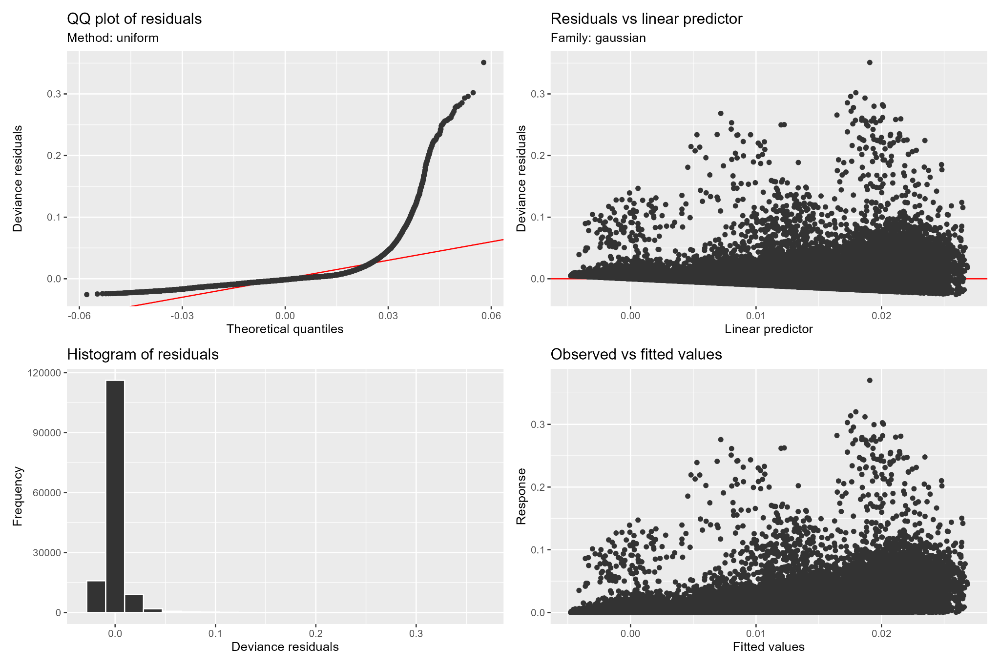 QQ plot of residuals
Method: uniform
Deviance residuals
0.3
0.2
0.1
0.0
-0.06
-0.03
0.00
0.03
0.06
Theoretical quantiles
Residuals vs linear predictor
Family: gaussian
Deviance residuals
0.3
0.2
0.1
0.0
0.00
0.01
0.02
Linear predictor
Histogram of residuals
Frequency
120000
90000
60000
30000
0
0.0
0.1
0.2
0.3
Deviance residuals
Observed vs fitted values
Response
0.3
0.2
0.1
0.0
0.00
0.01
0.02
Fitted values